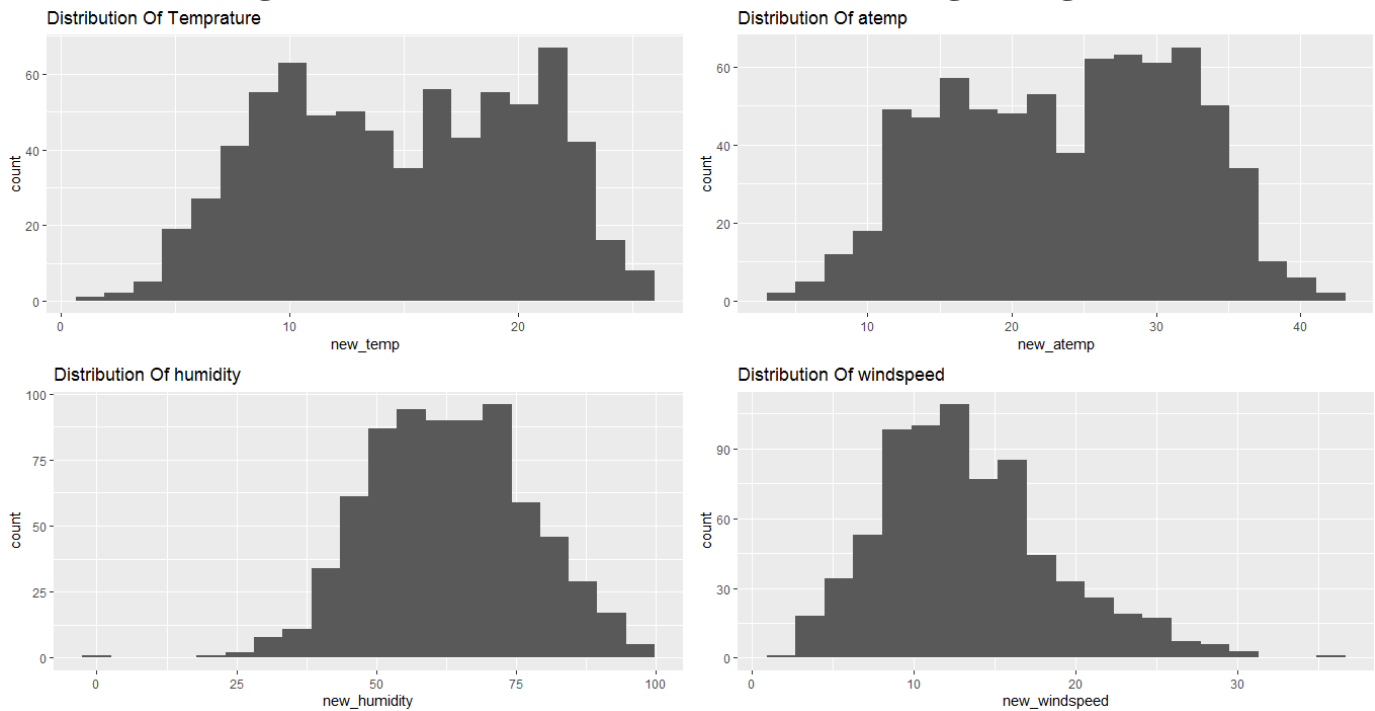 Distribution Of Temprature
count
60
40
20
0
0 10 20
new_temp
Distribution Of atemp
count
60
40
20
0
10 20 30 40
new_atemp
Distribution Of humidity
count
100
75
50
25
0
0 25 50 75 100
new_humidity
Distribution Of windspeed
count
90
60
30
0
0 10 20 30
new_windspeed